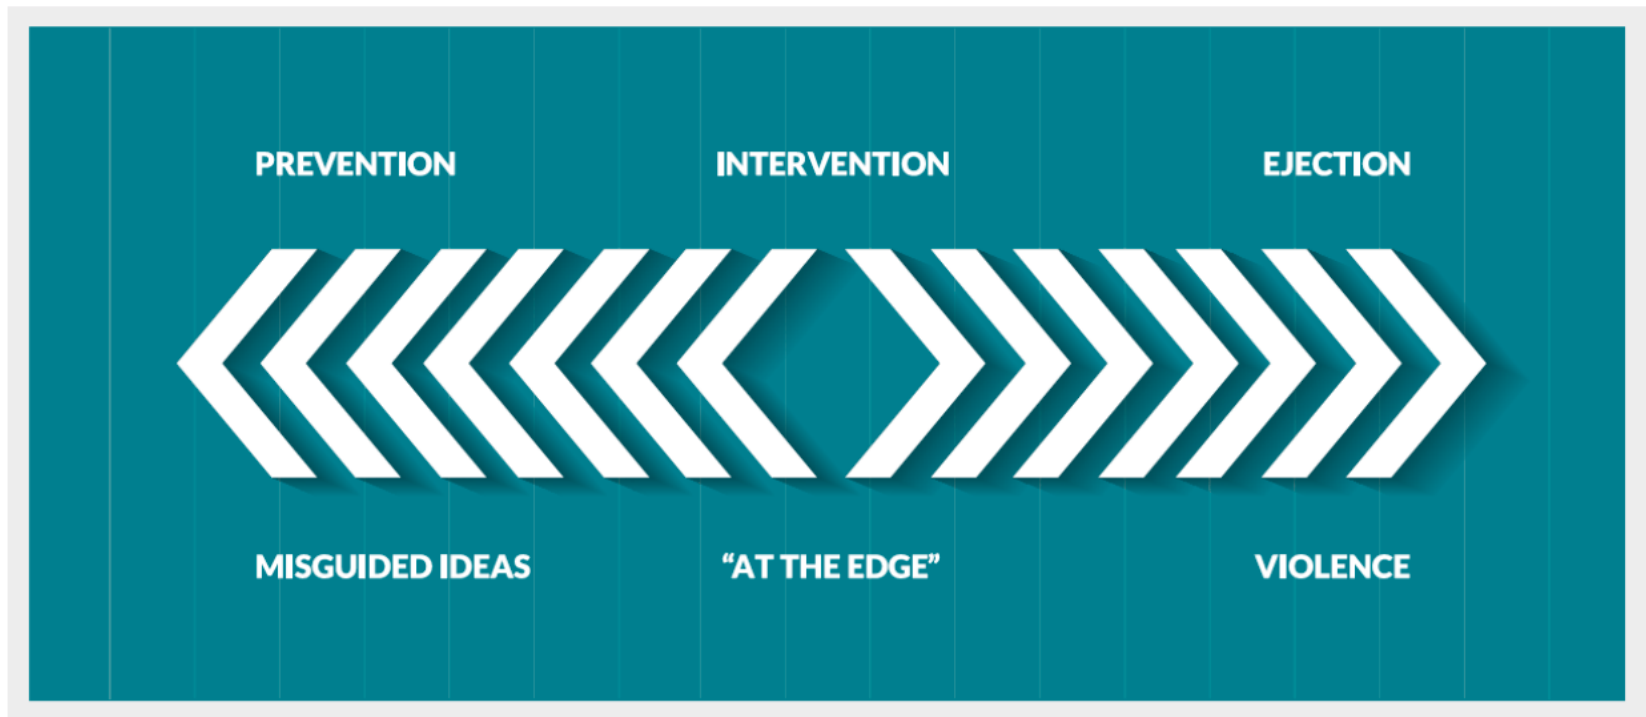 PREVENTION INTERVENTION EJECTION
MISGUIDED IDEAS “AT THE EDGE” VIOLENCE